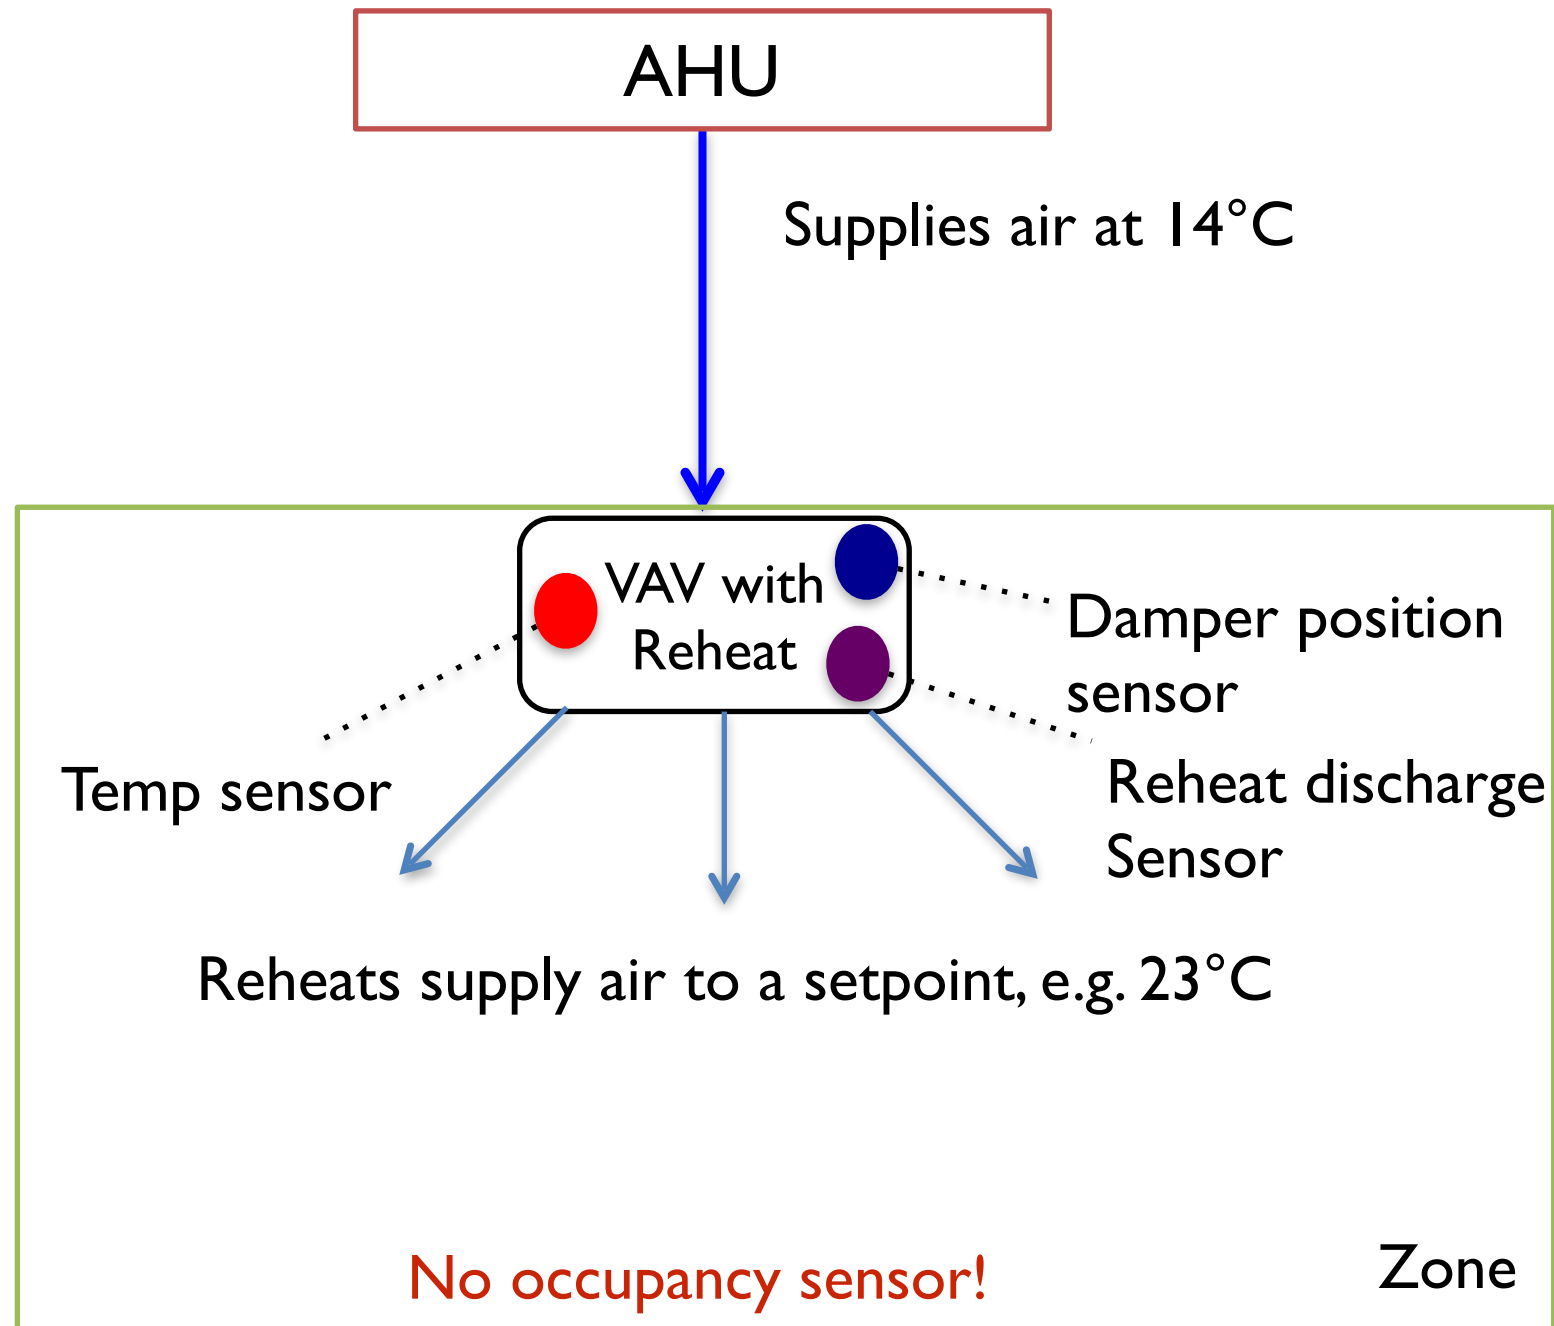 AHU
Supplies air at 14°C
VAV with
Reheat
Damper position
sensor
Temp sensor
Reheat discharge
Sensor
Reheats supply air to a setpoint, e.g. 23°C
No occupancy sensor!
Zone